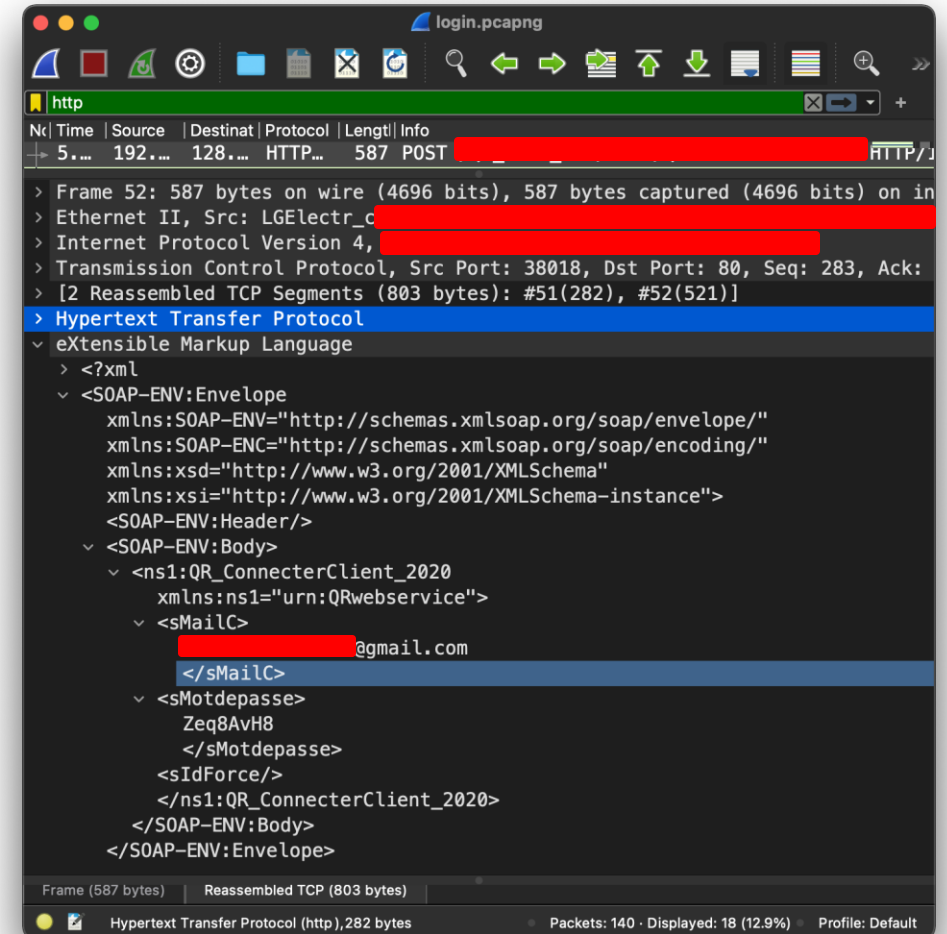 login.pcapng
http
No Time Source Destinat Protocol Lengtl Info
5.… 192.… 128.… HTTP… 587 POST HTTP/1
Frame 52: 587 bytes on wire (4696 bits), 587 bytes captured (4696 bits) on in
Ethernet II, Src: LGElectr_c
Internet Protocol Version 4,
Transmission Control Protocol, Src Port: 38018, Dst Port: 80, Seq: 283, Ack:
[2 Reassembled TCP Segments (803 bytes): #51(282), #52(521)]
Hypertext Transfer Protocol
eXtensible Markup Language
<?xml
<SOAP-ENV:Envelope
xmlns:SOAP-ENV="http://schemas.xmlsoap.org/soap/envelope/"
xmlns:SOAP-ENC="http://schemas.xmlsoap.org/soap/encoding/"
xmlns:xsd="http://www.w3.org/2001/XMLSchema"
xmlns:xsi="http://www.w3.org/2001/XMLSchema-instance">
<SOAP-ENV:Header/>
<SOAP-ENV:Body>
<ns1:QR_ConnecterClient_2020
xmlns:ns1="urn:QRwebservice">
<sMailC>
@gmail.com
</sMailC>
<sMotdepasse>
Zeq8AvH8
</sMotdepasse>
<sIdForce/>
</ns1:QR_ConnecterClient_2020>
</SOAP-ENV:Body>
</SOAP-ENV:Envelope>
Frame (587 bytes) Reassembled TCP (803 bytes)
Hypertext Transfer Protocol (http), 282 bytes Packets: 140 · Displayed: 18 (12.9%) Profile: Default